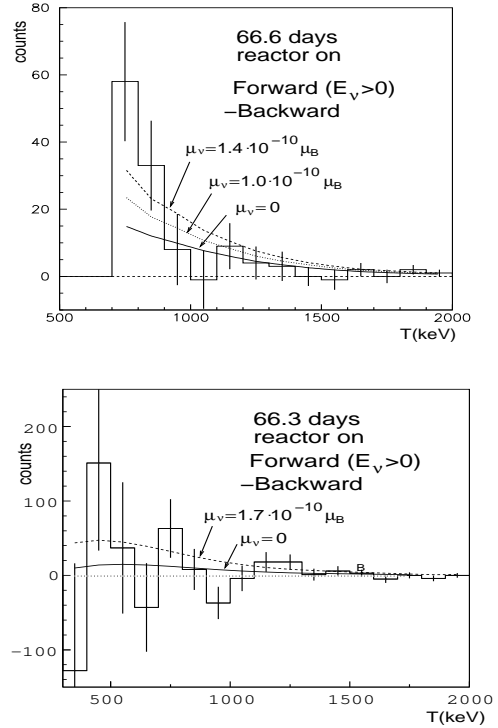 counts
80
60
40
20
0
66.6 days
reactor on
Forward (E_ν>0)
−Backward
μ_ν=1.4·10^−10 μ_B
μ_ν=1.0·10^−10 μ_B
μ_ν=0
500 1000 1500 2000
T(keV)
counts
200
100
0
−100
66.3 days
reactor on
Forward (E_ν>0)
−Backward
μ_ν=1.7·10^−10 μ_B
μ_ν=0
B
500 1000 1500 2000
T(keV)